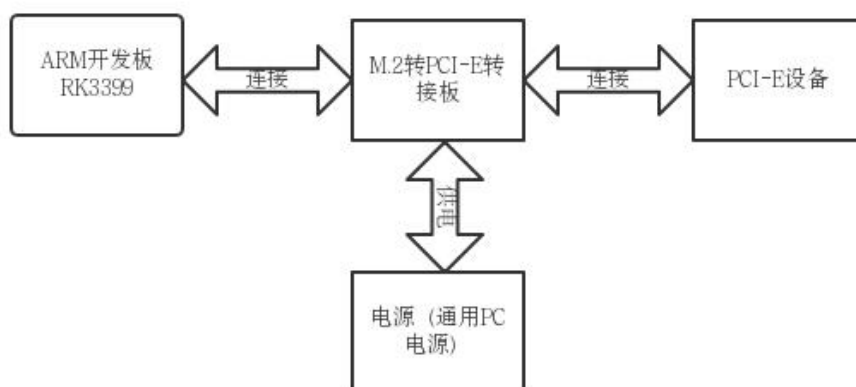 ARM开发板
RK3399
连接
M.2转PCI-E转
接板
连接
PCI-E设备
供电
电源（通用PC
电源）